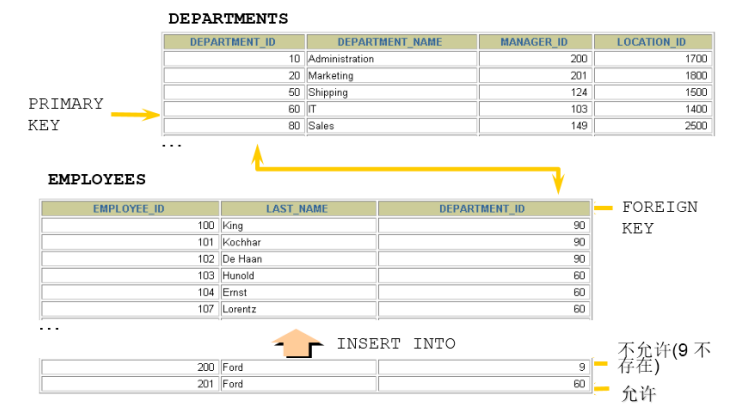 DEPARTMENTS
DEPARTMENT_ID DEPARTMENT_NAME MANAGER_ID LOCATION_ID
10 Administration 200 1700
20 Marketing 201 1800
50 Shipping 124 1500
60 IT 103 1400
80 Sales 149 2500
...
PRIMARY
KEY
EMPLOYEES
EMPLOYEE_ID LAST_NAME DEPARTMENT_ID
100 King 90
101 Kochhar 90
102 De Haan 90
103 Hunold 60
104 Ernst 60
107 Lorentz 60
...
FOREIGN
KEY
INSERT INTO
200 Ford 9
201 Ford 60
不允许(9 不
存在)
允许